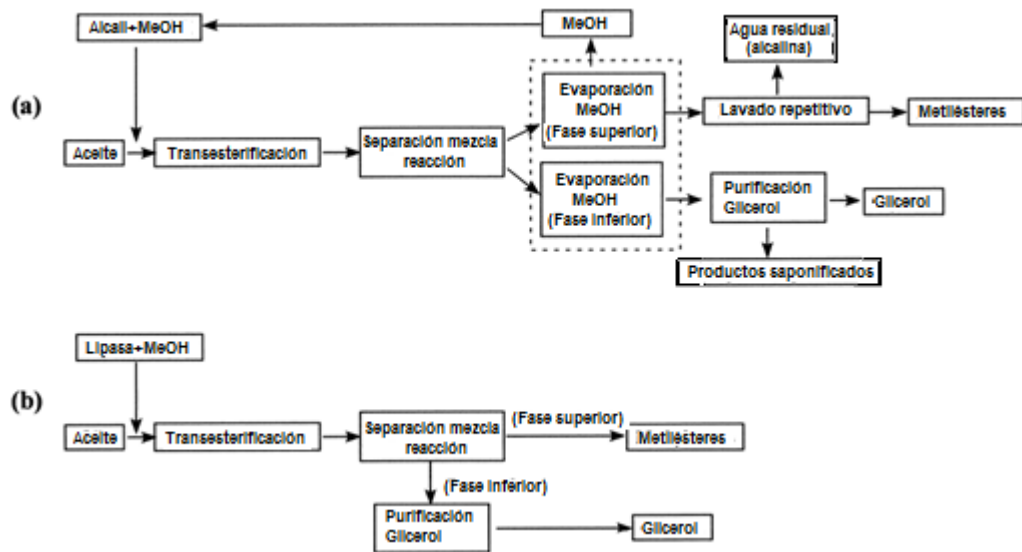 Alcali+MeOH
MeOH
Agua residual
(alcalina)
(a)
Evaporación
MeOH
(Fase superior)
Lavado repetitivo
Metilésteres
Aceite
Transesterificación
Separación mezcla
reacción
Evaporación
MeOH
(Fase inferior)
Purificación
Glicerol
Glicerol
Productos saponificados
Lipasa+MeOH
(b)
Aceite
Transesterificación
Separación mezcla
reacción
(Fase superior)
Metilésteres
(Fase inférior)
Purificación
Glicerol
Glicerol